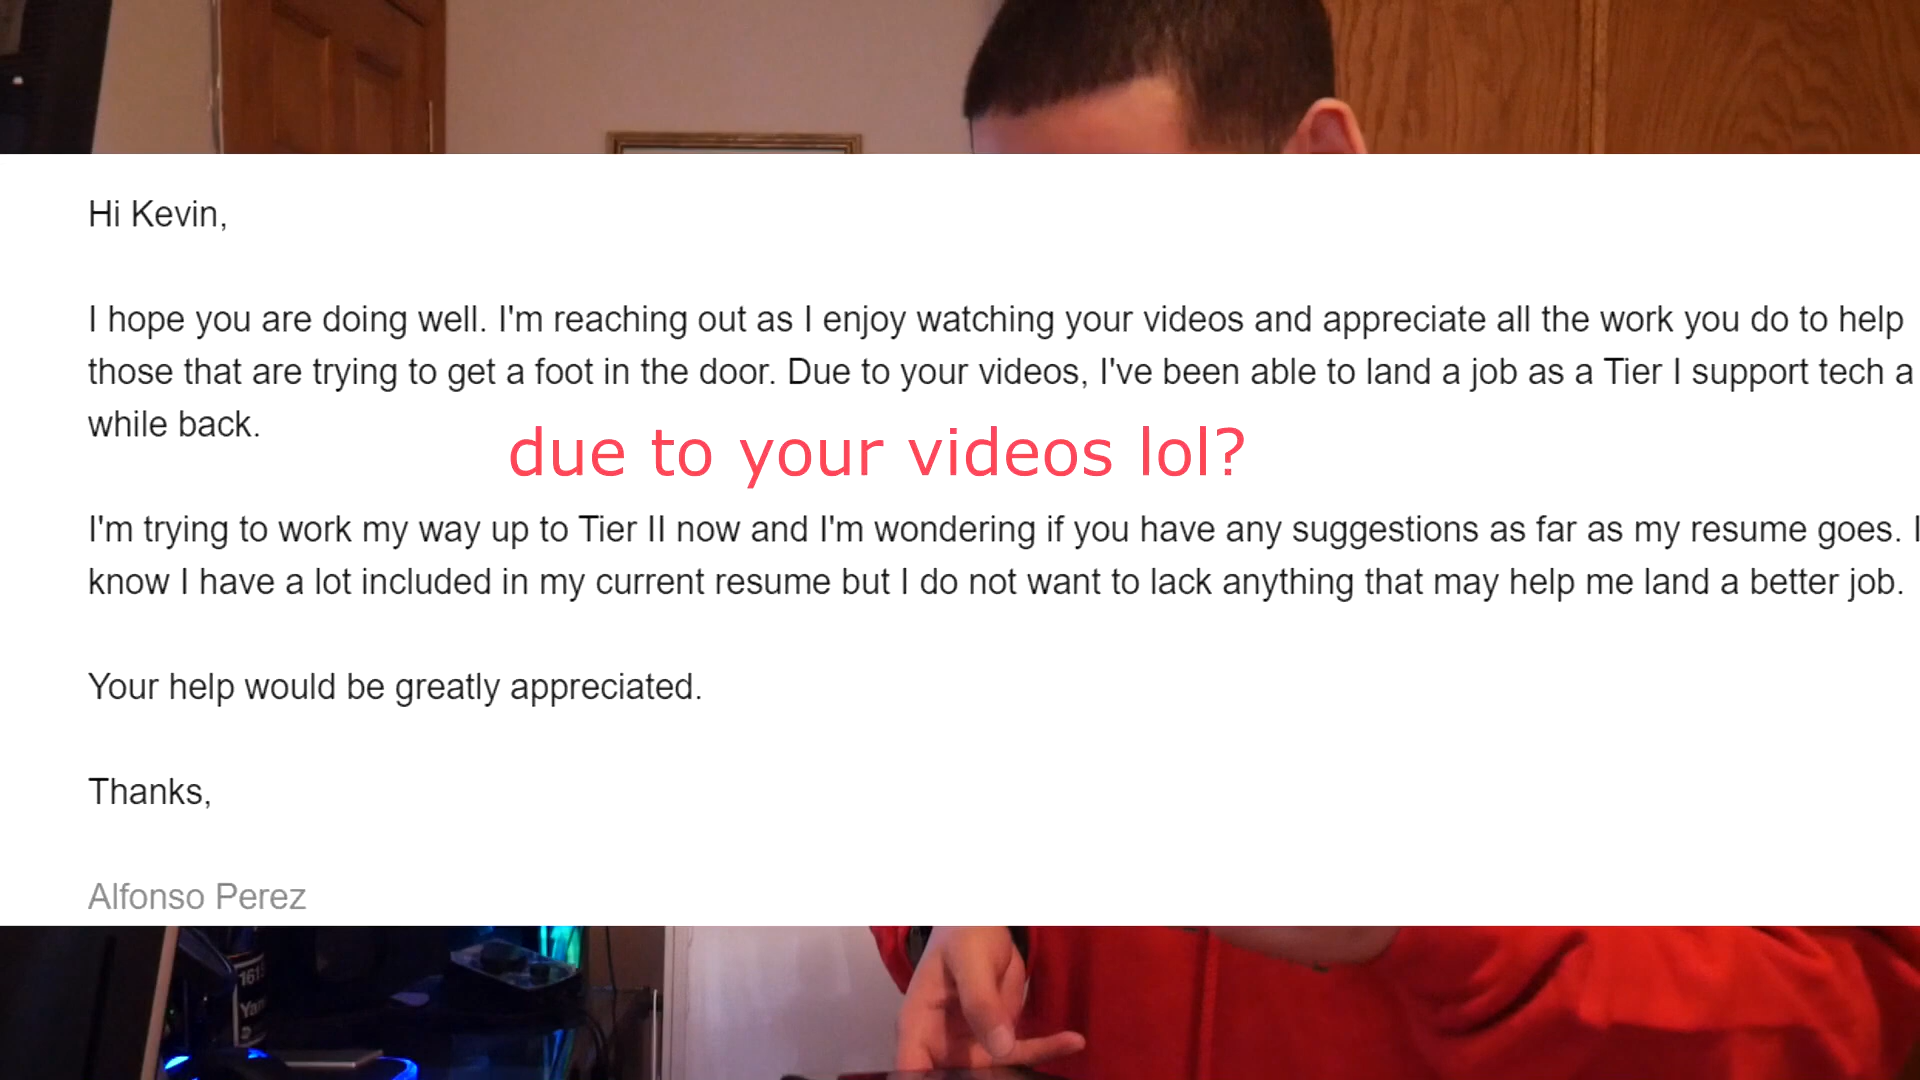 Hi Kevin,
I hope you are doing well. I'm reaching out as I enjoy watching your videos and appreciate all the work you do to help
those that are trying to get a foot in the door. Due to your videos, I've been able to land a job as a Tier I support tech a
while back.
due to your videos lol?
I'm trying to work my way up to Tier II now and I'm wondering if you have any suggestions as far as my resume goes. I
know I have a lot included in my current resume but I do not want to lack anything that may help me land a better job.
Your help would be greatly appreciated.
Thanks,
Alfonso Perez